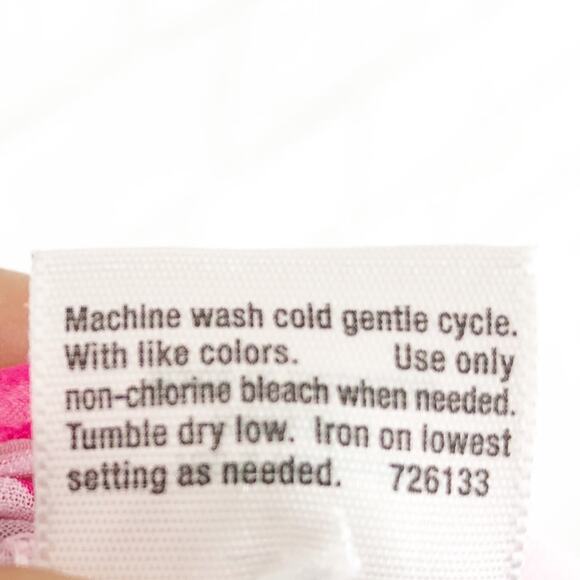 Machine wash cold gentle cycle.
With like colors. Use only
non-chlorine bleach when needed.
Tumble dry low. Iron on lowest
setting as needed. 726133